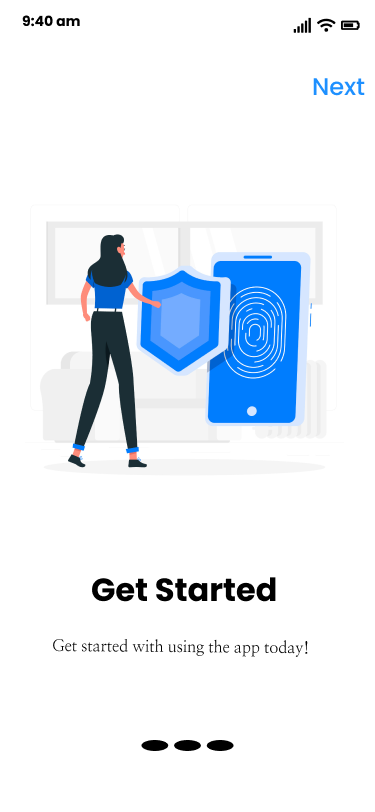 9:40 am
Next
Get Started
Get started with using the app today!